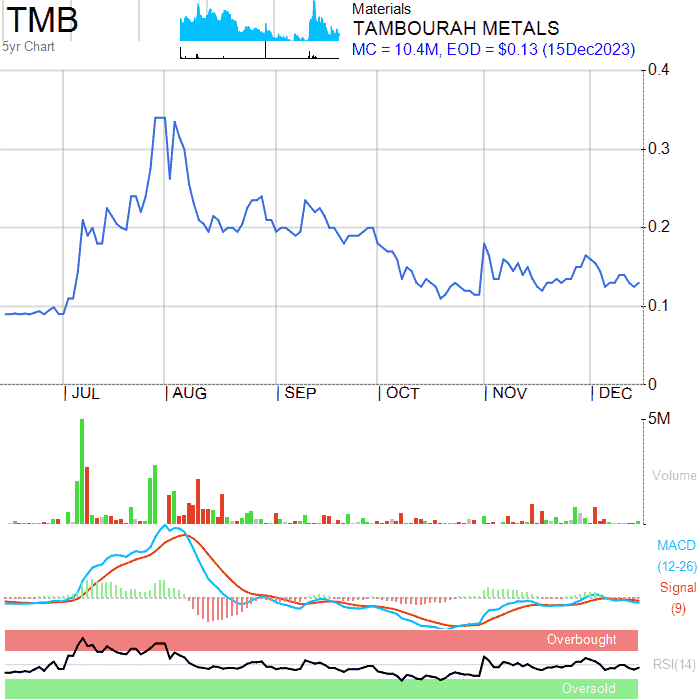 TMB
5yr Chart
Materials
TAMBOURAH METALS
MC = 10.4M, EOD = $0.13 (15Dec2023)
0.4
0.3
0.2
0.1
0
JUL AUG SEP OCT NOV DEC
5M
Volume
MACD
(12-26)
Signal
(9)
Overbought
RSI(14)
Oversold